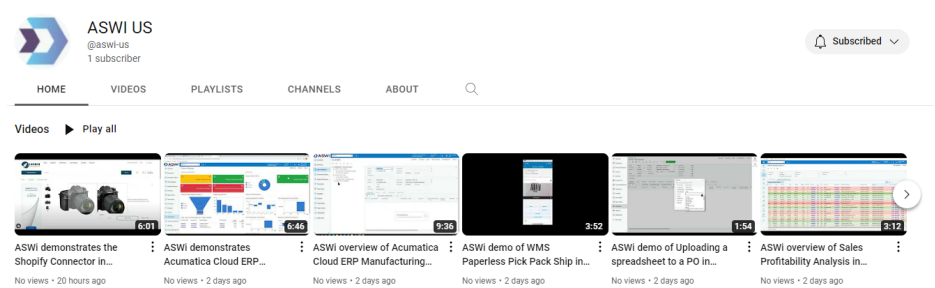 ASWI US
@aswi-us
1 subscriber
Subscribed
HOME VIDEOS PLAYLISTS CHANNELS ABOUT
Videos Play all
6:01 6:46 9:36 3:52 1:54 3:12
ASWi demonstrates the ASWi demonstrates ASWi overview of Acumatica ASWi demo of WMS ASWi demo of Uploading a ASWi overview of Sales
Shopify Connector in... Acumatica Cloud ERP... Cloud ERP Manufacturing... Paperless Pick Pack Ship in... spreadsheet to a PO in... Profitability Analysis in...
No views • 20 hours ago No views • 2 days ago No views • 2 days ago No views • 2 days ago No views • 2 days ago No views • 2 days ago